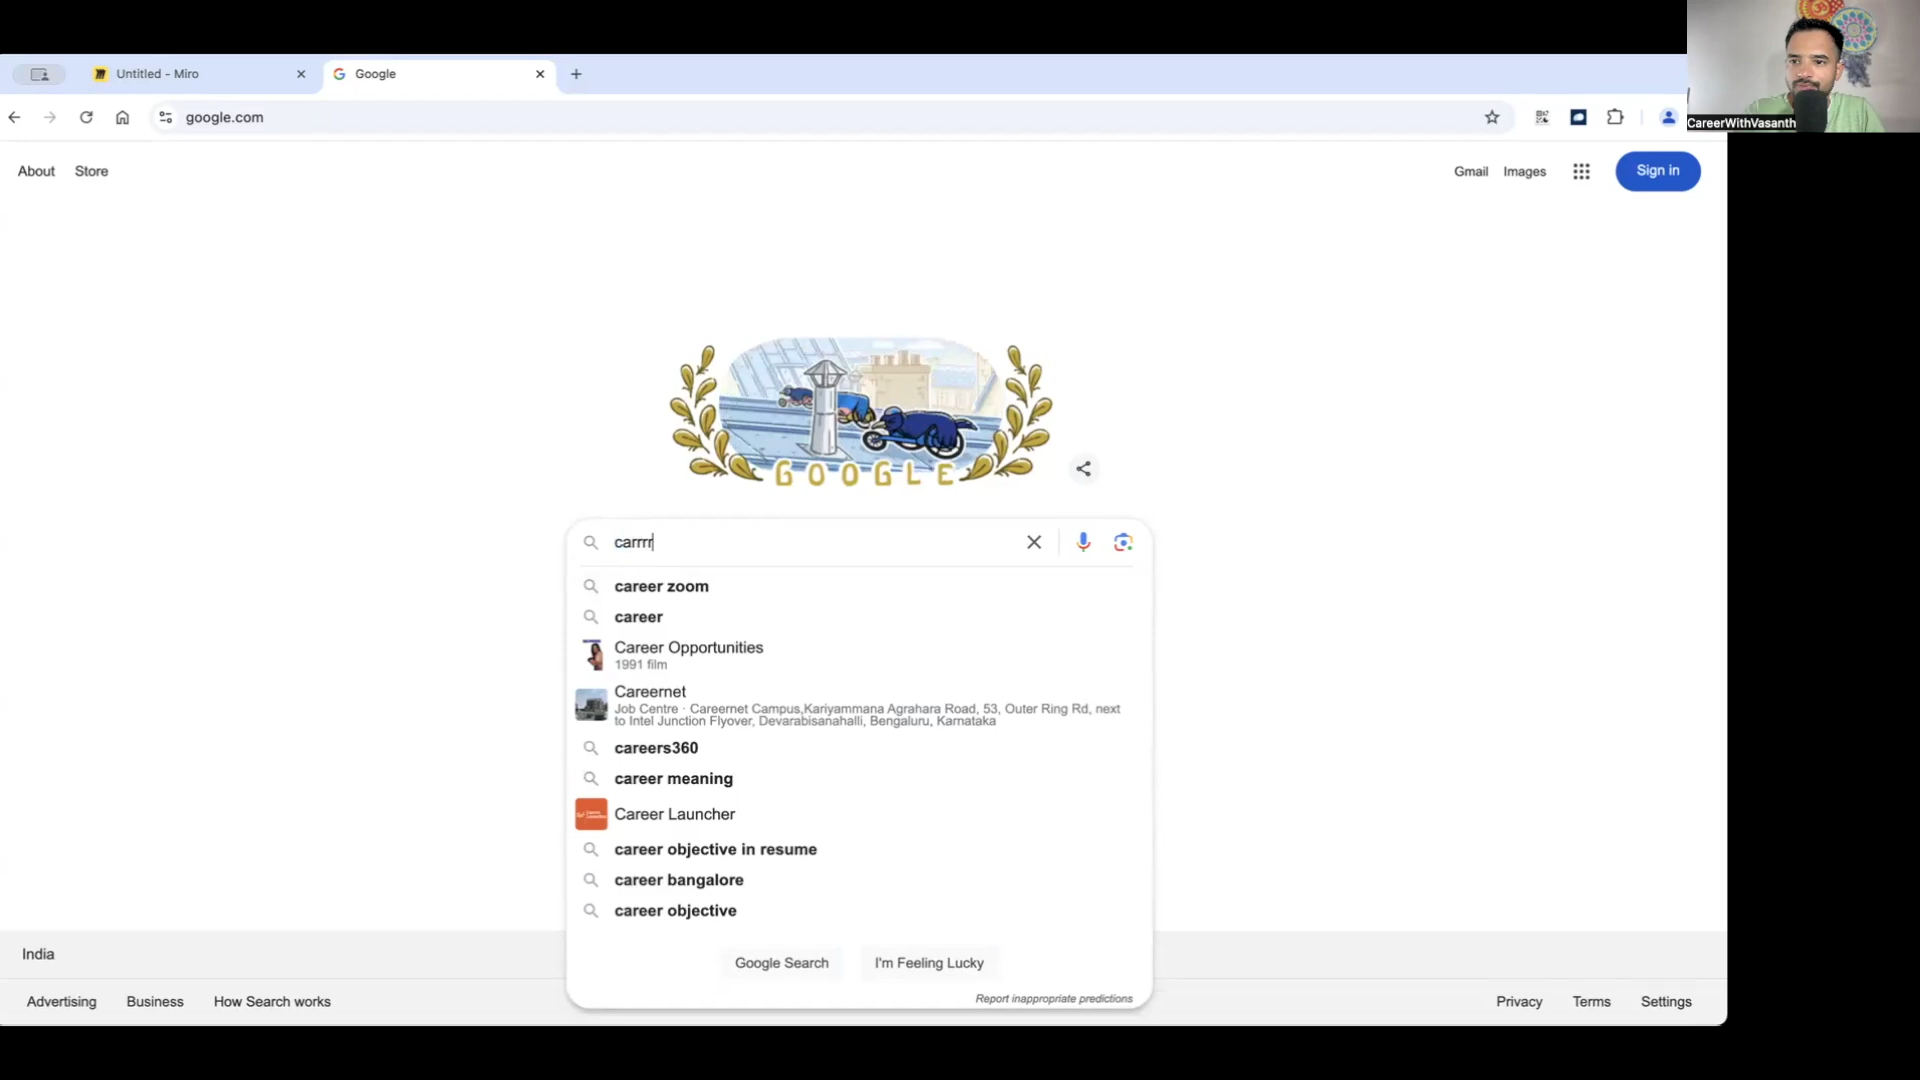 Untitled - Miro
Google
google.com
CareerWithVasanth
About
Store
Gmail
Images
Sign in
GOOGLE
carrrr
career zoom
career
Career Opportunities
1991 film
Careernet
Job Centre · Careernet Campus,Kariyammana Agrahara Road, 53, Outer Ring Rd, next
to Intel Junction Flyover, Devarabisanahalli, Bengaluru, Karnataka
careers360
career meaning
Career Launcher
career objective in resume
career bangalore
career objective
Google Search
I'm Feeling Lucky
Report inappropriate predictions
India
Advertising
Business
How Search works
Privacy
Terms
Settings